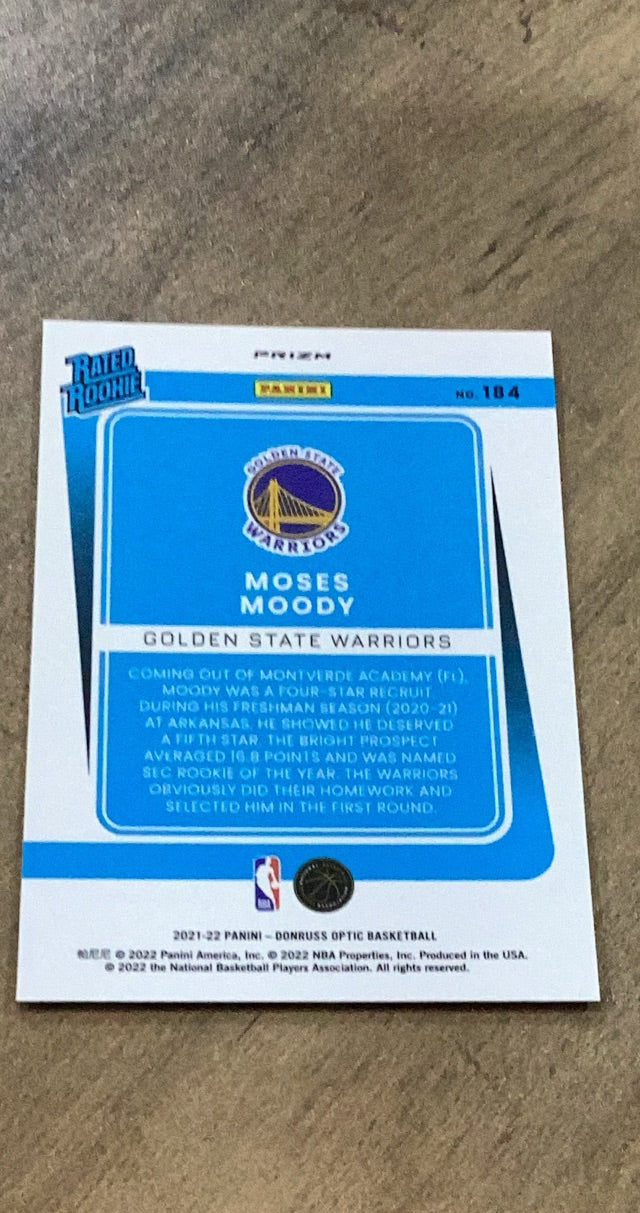 PRIZM
RATED
ROOKIE
PANINI
NO. 184
GOLDEN STATE
WARRIORS
MOSES
MOODY
GOLDEN STATE WARRIORS
COMING OUT OF MONTVERDE ACADEMY (FL),
MOODY WAS A FOUR-STAR RECRUIT.
DURING HIS FRESHMAN SEASON (2020-21)
AT ARKANSAS, HE SHOWED HE DESERVED
A FIFTH STAR. THE BRIGHT PROSPECT
AVERAGED 16.8 POINTS AND WAS NAMED
SEC ROOKIE OF THE YEAR. THE WARRIORS
OBVIOUSLY DID THEIR HOMEWORK AND
SELECTED HIM IN THE FIRST ROUND.
NBA
2021-22 PANINI – DONRUSS OPTIC BASKETBALL
帕尼尼 © 2022 Panini America, Inc. © 2022 NBA Properties, Inc. Produced in the USA.
© 2022 the National Basketball Players Association. All rights reserved.